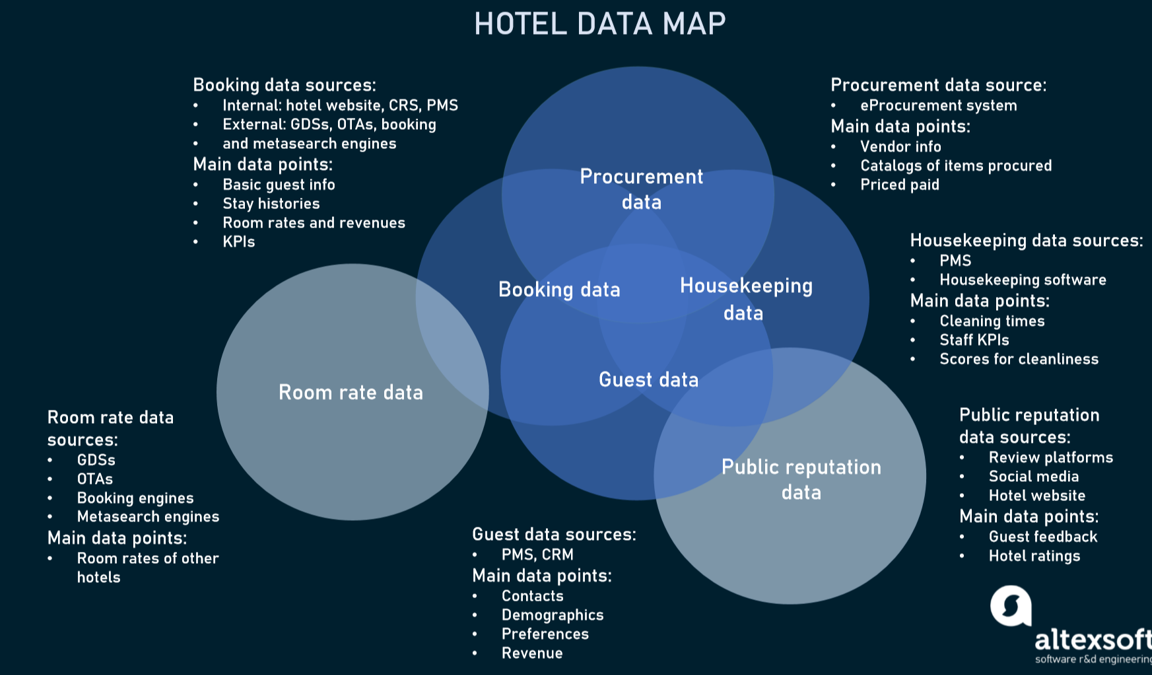 HOTEL DATA MAP
Booking data sources:
• Internal: hotel website, CRS, PMS
• External: GDSs, OTAs, booking
• and metasearch engines
Main data points:
• Basic guest info
• Stay histories
• Room rates and revenues
• KPIs
Procurement data source:
• eProcurement system
Main data points:
• Vendor info
• Catalogs of items procured
• Priced paid
Procurement
data
Booking data
Housekeeping
data
Guest data
Room rate data
Public reputation
data
Housekeeping data sources:
• PMS
• Housekeeping software
Main data points:
• Cleaning times
• Staff KPIs
• Scores for cleanliness
Room rate data
sources:
• GDSs
• OTAs
• Booking engines
• Metasearch engines
Main data points:
• Room rates of other
hotels
Public reputation
data sources:
• Review platforms
• Social media
• Hotel website
Main data points:
• Guest feedback
• Hotel ratings
Guest data sources:
• PMS, CRM
Main data points:
• Contacts
• Demographics
• Preferences
• Revenue
altexsoft
software r&d engineering